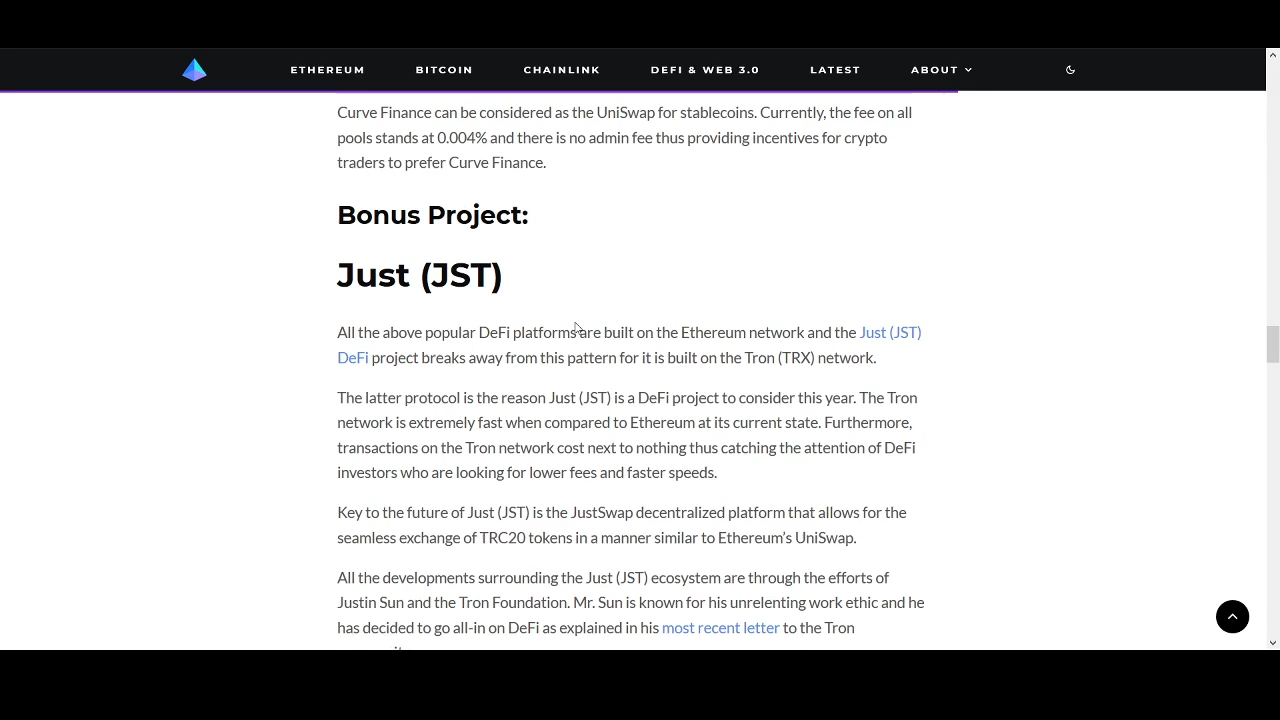 ETHEREUM BITCOIN CHAINLINK DEFI & WEB 3.0 LATEST ABOUT
Curve Finance can be considered as the UniSwap for stablecoins. Currently, the fee on all
pools stands at 0.004% and there is no admin fee thus providing incentives for crypto
traders to prefer Curve Finance.
Bonus Project:
Just (JST)
All the above popular DeFi platforms are built on the Ethereum network and the Just (JST)
DeFi project breaks away from this pattern for it is built on the Tron (TRX) network.
The latter protocol is the reason Just (JST) is a DeFi project to consider this year. The Tron
network is extremely fast when compared to Ethereum at its current state. Furthermore,
transactions on the Tron network cost next to nothing thus catching the attention of DeFi
investors who are looking for lower fees and faster speeds.
Key to the future of Just (JST) is the JustSwap decentralized platform that allows for the
seamless exchange of TRC20 tokens in a manner similar to Ethereum's UniSwap.
All the developments surrounding the Just (JST) ecosystem are through the efforts of
Justin Sun and the Tron Foundation. Mr. Sun is known for his unrelenting work ethic and he
has decided to go all-in on DeFi as explained in his most recent letter to the Tron